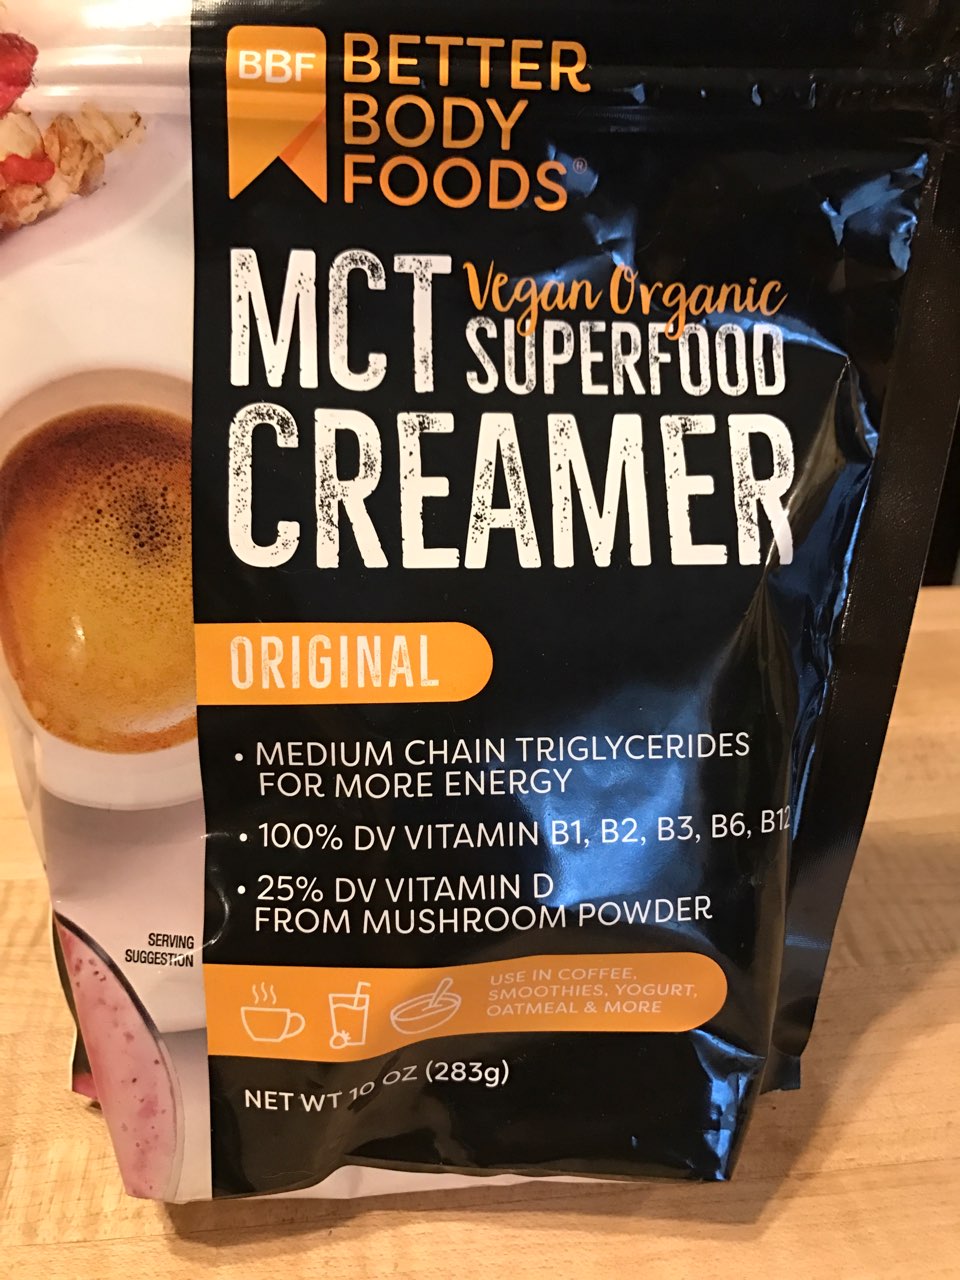 BBF
BETTER
BODY
FOODS®
MCT
Vegan Organic
SUPERFOOD
CREAMER
ORIGINAL
• MEDIUM CHAIN TRIGLYCERIDES
FOR MORE ENERGY
• 100% DV VITAMIN B1, B2, B3, B6, B12
• 25% DV VITAMIN D
FROM MUSHROOM POWDER
SERVING
SUGGESTION
USE IN COFFEE,
SMOOTHIES, YOGURT,
OATMEAL & MORE
NET WT 10 OZ (283g)